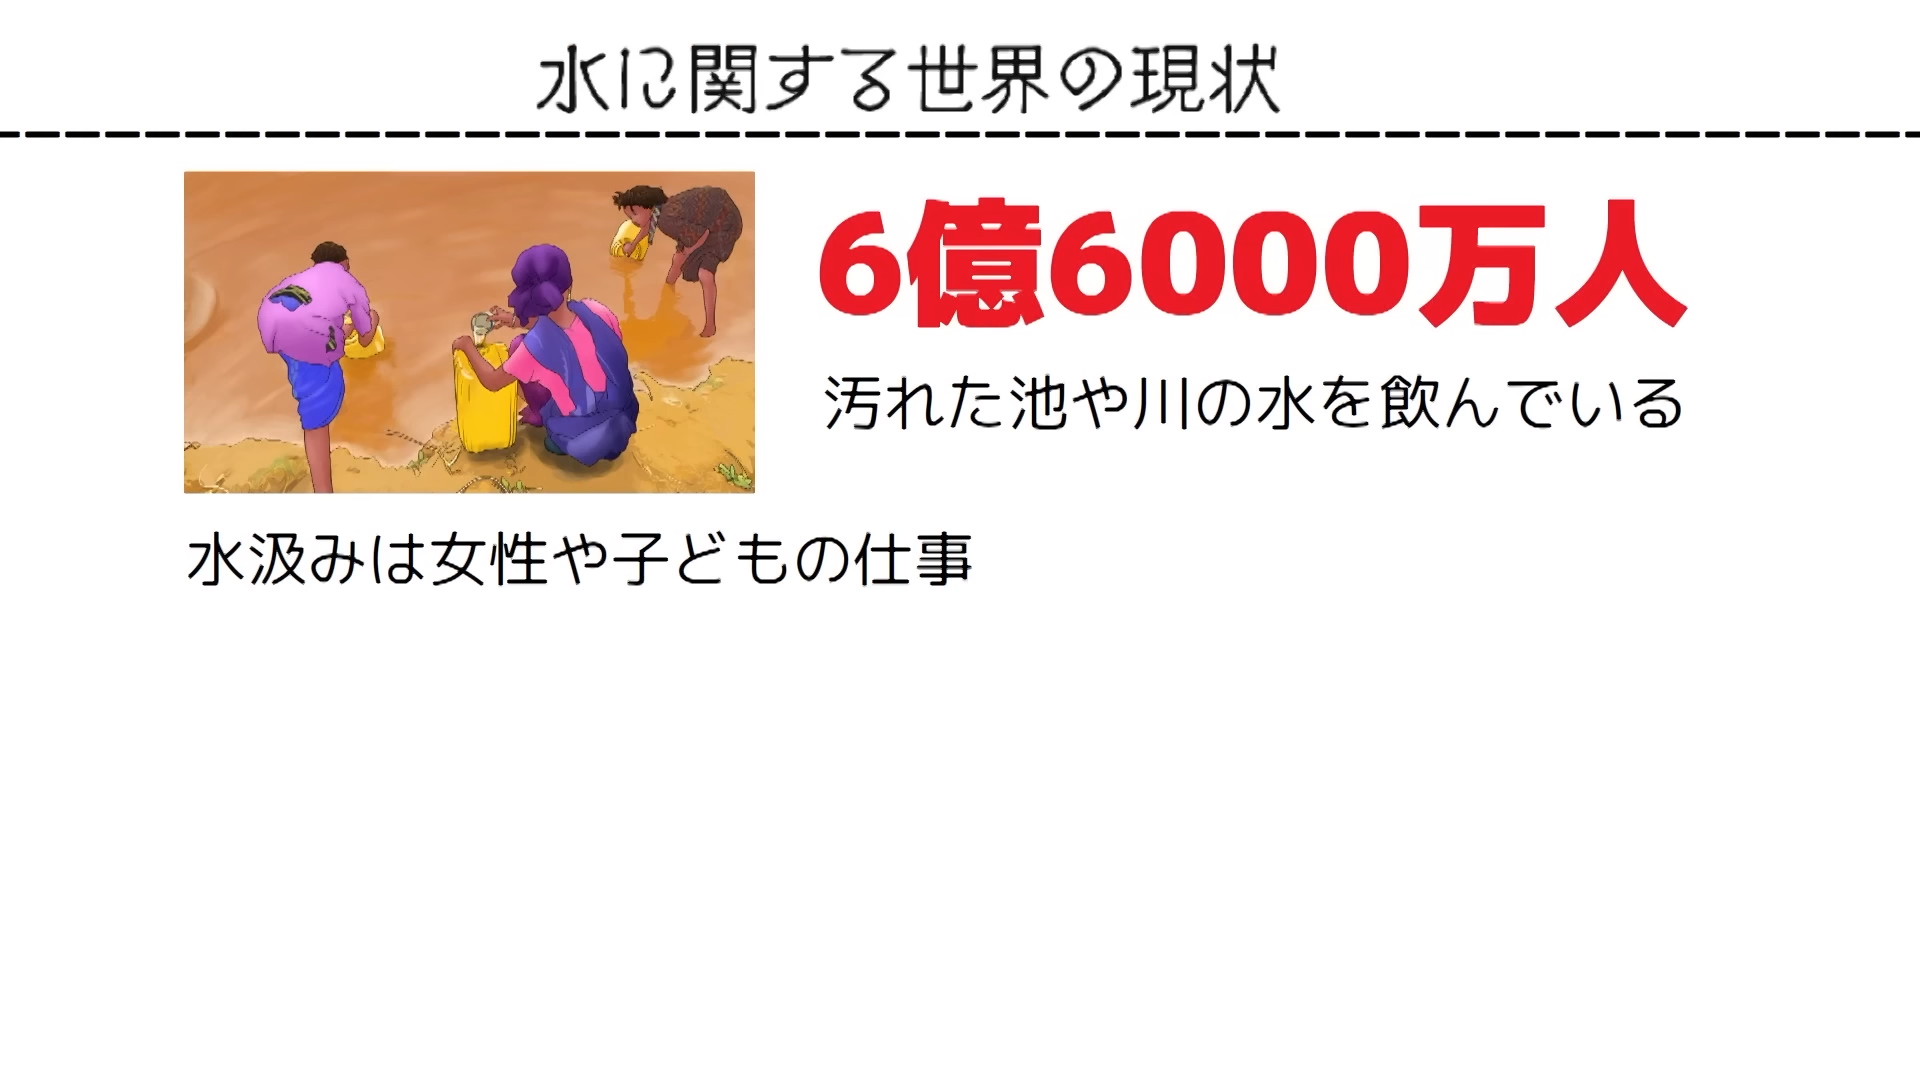 水に関する世界の現状
6億6000万人
汚れた池や川の水を飲んでいる
水汲みは女性や子どもの仕事